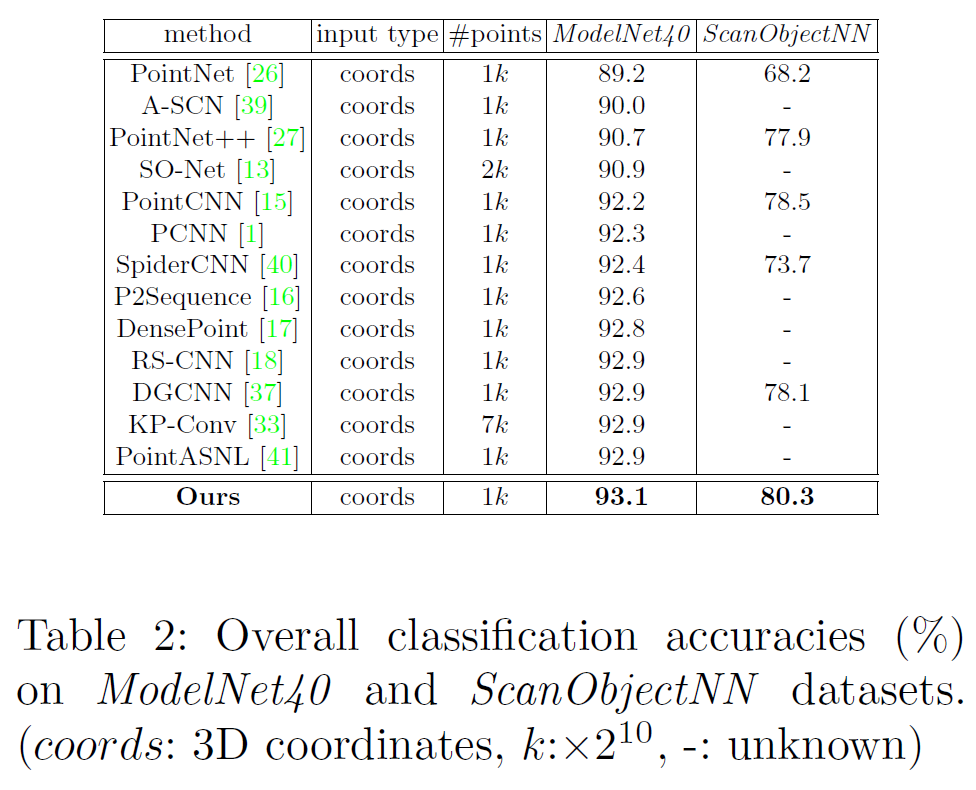 method input type #points ModelNet40 ScanObjectNN
PointNet [26] coords 1k 89.2 68.2
A-SCN [39] coords 1k 90.0 -
PointNet++ [27] coords 1k 90.7 77.9
SO-Net [13] coords 2k 90.9 -
PointCNN [15] coords 1k 92.2 78.5
PCNN [1] coords 1k 92.3 -
SpiderCNN [40] coords 1k 92.4 73.7
P2Sequence [16] coords 1k 92.6 -
DensePoint [17] coords 1k 92.8 -
RS-CNN [18] coords 1k 92.9 -
DGCNN [37] coords 1k 92.9 78.1
KP-Conv [33] coords 7k 92.9 -
PointASNL [41] coords 1k 92.9 -
Ours coords 1k 93.1 80.3
Table 2: Overall classification accuracies (%)
on ModelNet40 and ScanObjectNN datasets.
(coords: 3D coordinates, k:×2¹⁰, -: unknown)